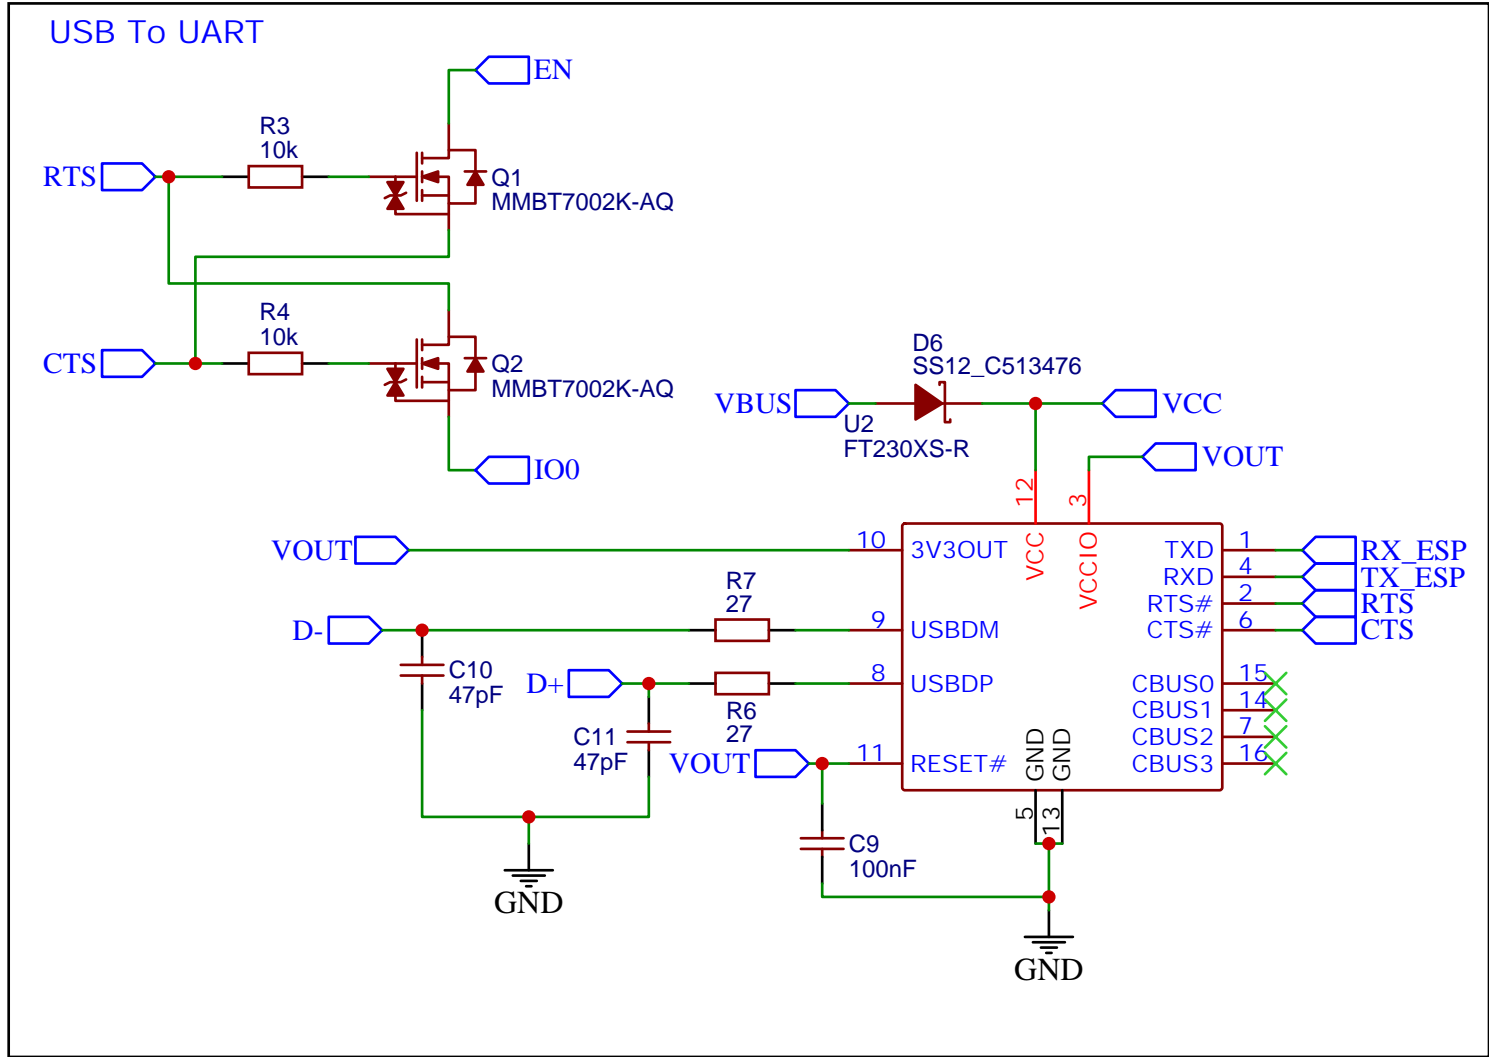 USB To UART
EN
R3
10k
RTS
Q1
MMBT7002K-AQ
R4
10k
CTS
Q2
MMBT7002K-AQ
IO0
D6
SS12_C513476
VBUS
VCC
U2
FT230XS-R
VOUT
12
3
VOUT
10
3V3OUT
VCC
VCCIO
TXD
1
RX_ESP
RXD
4
TX_ESP
RTS#
2
RTS
CTS#
6
CTS
R7
27
D-
9
USBDM
C10
47pF
D+
8
USBDP
R6
27
C11
47pF
VOUT
11
RESET#
CBUS0
15
CBUS1
14
CBUS2
7
CBUS3
16
GND
GND
5
13
C9
100nF
GND
GND